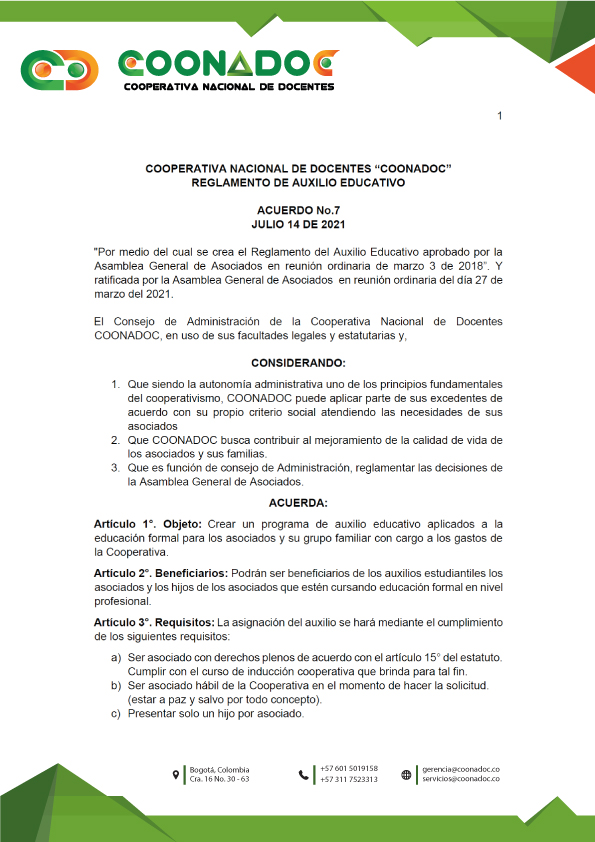 COONADOC
COOPERATIVA NACIONAL DE DOCENTES
1
COOPERATIVA NACIONAL DE DOCENTES “COONADOC”
REGLAMENTO DE AUXILIO EDUCATIVO
ACUERDO No.7
JULIO 14 DE 2021
"Por medio del cual se crea el Reglamento del Auxilio Educativo aprobado por la
Asamblea General de Asociados en reunión ordinaria de marzo 3 de 2018”. Y
ratificada por la Asamblea General de Asociados en reunión ordinaria del día 27 de
marzo del 2021.
El Consejo de Administración de la Cooperativa Nacional de Docentes
COONADOC, en uso de sus facultades legales y estatutarias y,
CONSIDERANDO:
1. Que siendo la autonomía administrativa uno de los principios fundamentales
del cooperativismo, COONADOC puede aplicar parte de sus excedentes de
acuerdo con su propio criterio social atendiendo las necesidades de sus
asociados
2. Que COONADOC busca contribuir al mejoramiento de la calidad de vida de
los asociados y sus familias.
3. Que es función de consejo de Administración, reglamentar las decisiones de
la Asamblea General de Asociados.
ACUERDA:
Artículo 1°. Objeto: Crear un programa de auxilio educativo aplicados a la
educación formal para los asociados y su grupo familiar con cargo a los gastos de
la Cooperativa.
Artículo 2°. Beneficiarios: Podrán ser beneficiarios de los auxilios estudiantiles los
asociados y los hijos de los asociados que estén cursando educación formal en nivel
profesional.
Artículo 3°. Requisitos: La asignación del auxilio se hará mediante el cumplimiento
de los siguientes requisitos:
a) Ser asociado con derechos plenos de acuerdo con el artículo 15° del estatuto.
Cumplir con el curso de inducción cooperativa que brinda para tal fin.
b) Ser asociado hábil de la Cooperativa en el momento de hacer la solicitud.
(estar a paz y salvo por todo concepto).
c) Presentar solo un hijo por asociado.
Bogotá, Colombia
Cra. 16 No. 30 - 63
+57 601 5019158
+57 311 7523313
gerencia@coonadoc.co
servicios@coonadoc.co